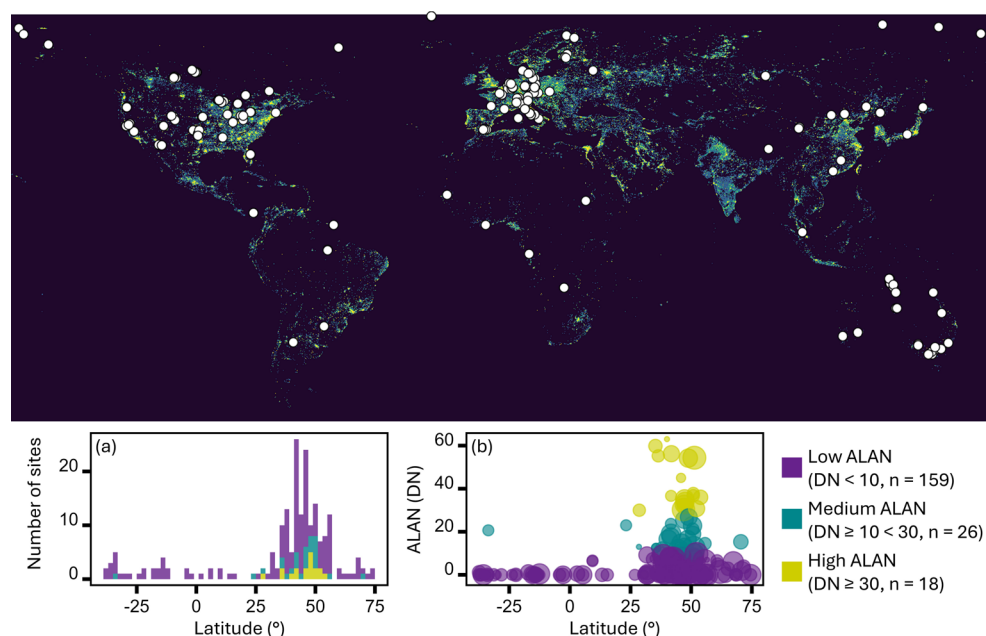 (a)
Number of sites
20
10
0
-25
0
25
50
75
Latitude (°)
(b)
ALAN (DN)
60
40
20
0
-25
0
25
50
75
Latitude (°)
Low ALAN
(DN < 10, n = 159)
Medium ALAN
(DN ≥ 10 < 30, n = 26)
High ALAN
(DN ≥ 30, n = 18)